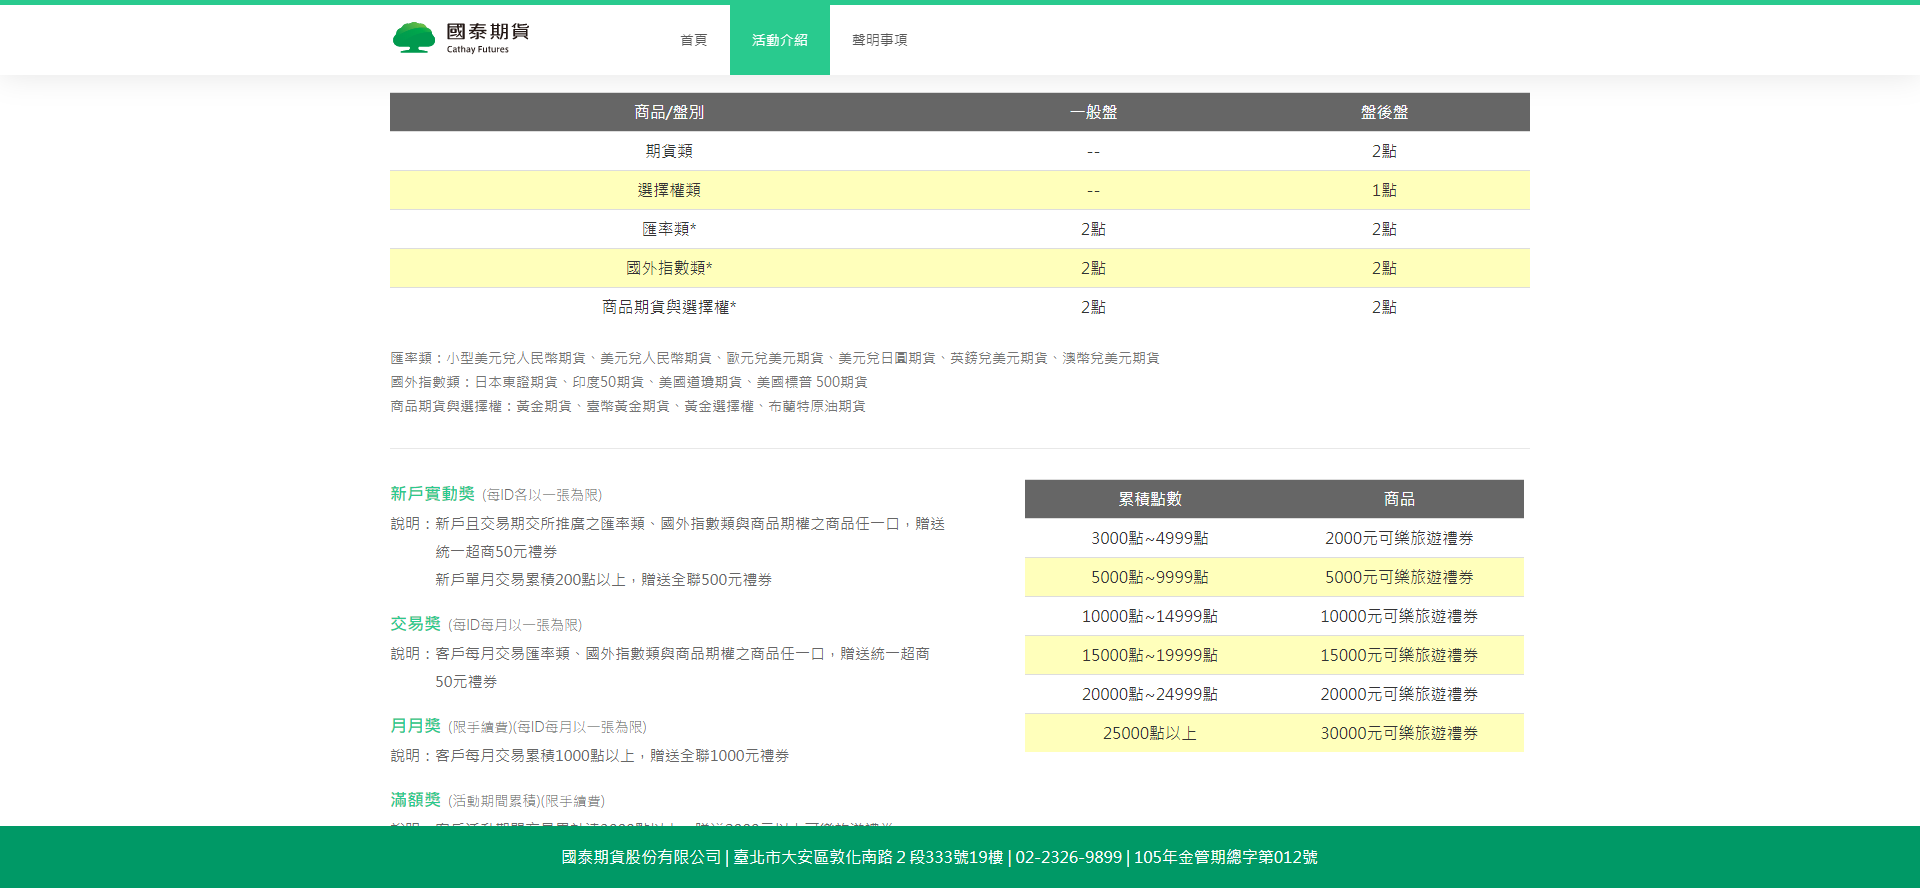 國泰期貨
Cathay Futures
首頁 活動介紹 聲明事項
商品/盤別 一般盤 盤後盤
期貨類 -- 2點
選擇權類 -- 1點
匯率類* 2點 2點
國外指數類* 2點 2點
商品期貨與選擇權* 2點 2點
匯率類：小型美元兌人民幣期貨、美元兌人民幣期貨、歐元兌美元期貨、美元兌日圓期貨、英鎊兌美元期貨、澳幣兌美元期貨
國外指數類：日本東證期貨、印度50期貨、美國道瓊期貨、美國標普 500期貨
商品期貨與選擇權：黃金期貨、臺幣黃金期貨、黃金選擇權、布蘭特原油期貨
新戶實動獎 (每ID各以一張為限)
說明：新戶且交易期交所推廣之匯率類、國外指數類與商品期權之商品任一口，贈送
統一超商50元禮券
新戶單月交易累積200點以上，贈送全聯500元禮券
交易獎 (每ID每月以一張為限)
說明：客戶每月交易匯率類、國外指數類與商品期權之商品任一口，贈送統一超商
50元禮券
月月獎 (限手續費)(每ID每月以一張為限)
說明：客戶每月交易累積1000點以上，贈送全聯1000元禮券
滿額獎 (活動期間累積)(限手續費)
累積點數 商品
3000點~4999點 2000元可樂旅遊禮券
5000點~9999點 5000元可樂旅遊禮券
10000點~14999點 10000元可樂旅遊禮券
15000點~19999點 15000元可樂旅遊禮券
20000點~24999點 20000元可樂旅遊禮券
25000點以上 30000元可樂旅遊禮券
國泰期貨股份有限公司 | 臺北市大安區敦化南路２段333號19樓 | 02-2326-9899 | 105年金管期總字第012號